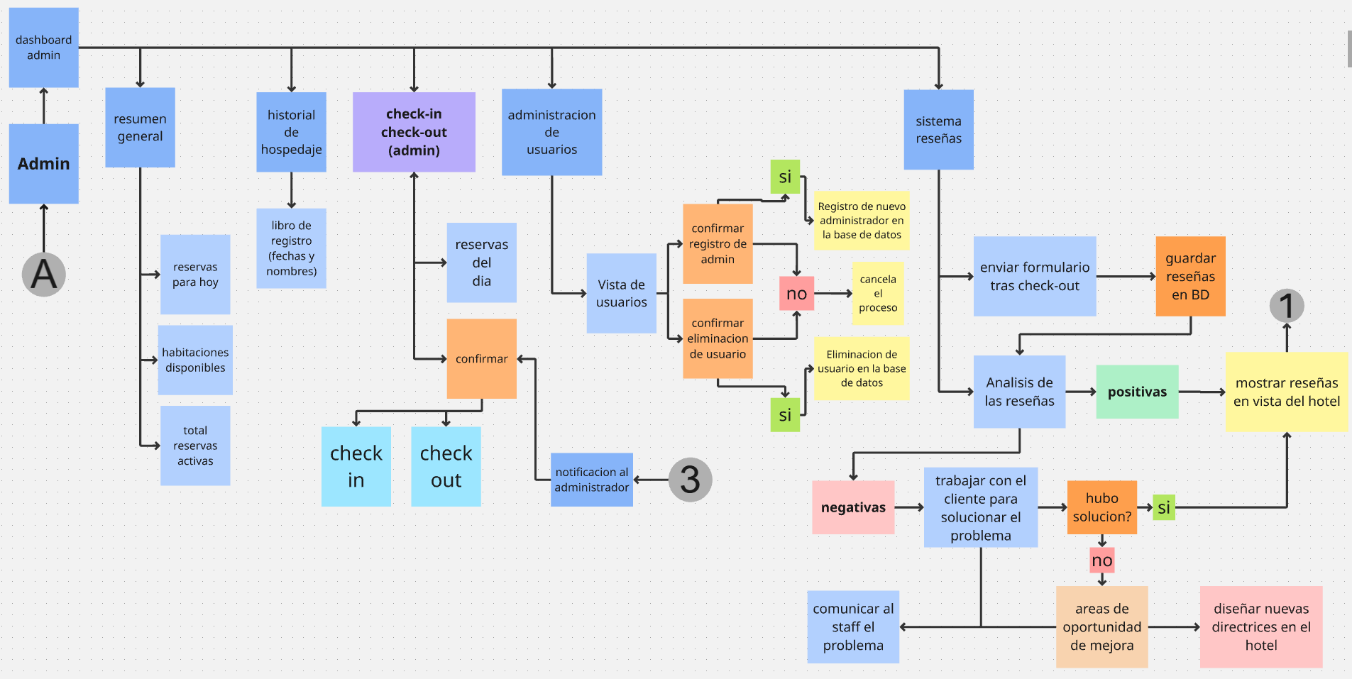 dashboard
admin
Admin
A
resumen
general
reservas
para hoy
habitaciones
disponibles
total
reservas
activas
historial
de
hospedaje
libro de
registro
(fechas y
nombres)
check-in
check-out
(admin)
reservas
del
dia
confirmar
check
in
check
out
notificacion al
administrador
3
administracion
de
usuarios
Vista de
usuarios
confirmar
registro de
admin
si
Registro de nuevo
administrador en
la base de datos
no
cancela
el
proceso
confirmar
eliminacion
de usuario
si
Eliminacion de
usuario en la base
de datos
sistema
reseñas
enviar formulario
tras check-out
guardar
reseñas
en BD
Analisis de
las reseñas
positivas
mostrar reseñas
en vista del hotel
1
negativas
trabajar con el
cliente para
solucionar el
problema
hubo
solucion?
si
no
comunicar al
staff el
problema
areas de
oportunidad
de mejora
diseñar nuevas
directrices en el
hotel